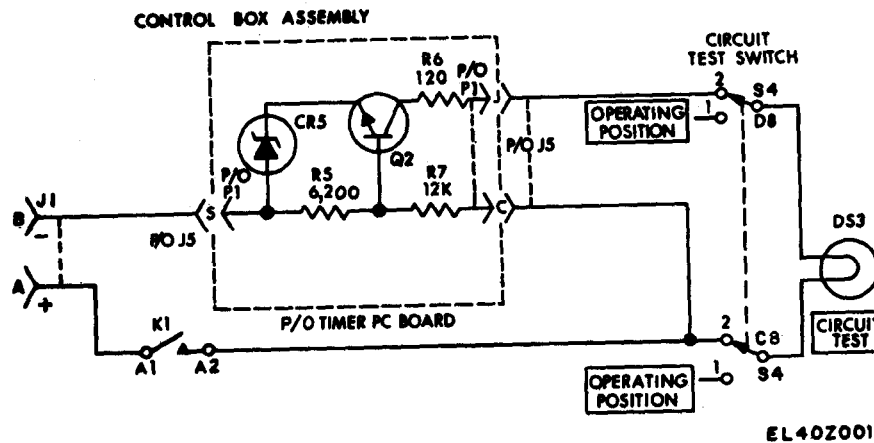 CONTROL BOX ASSEMBLY
CIRCUIT
TEST SWITCH
R6
120
P/O
P1
J
2
S4
D8
OPERATING
POSITION
1
CR5
Q2
P/O J5
P/O
P1
R5
6,200
R7
12K
J1
B
-
S
C
P/O J5
DS3
A
+
K1
A1
A2
P/O TIMER PC BOARD
2
C8
S4
CIRCUIT
TEST
OPERATING
POSITION
1
EL40Z001